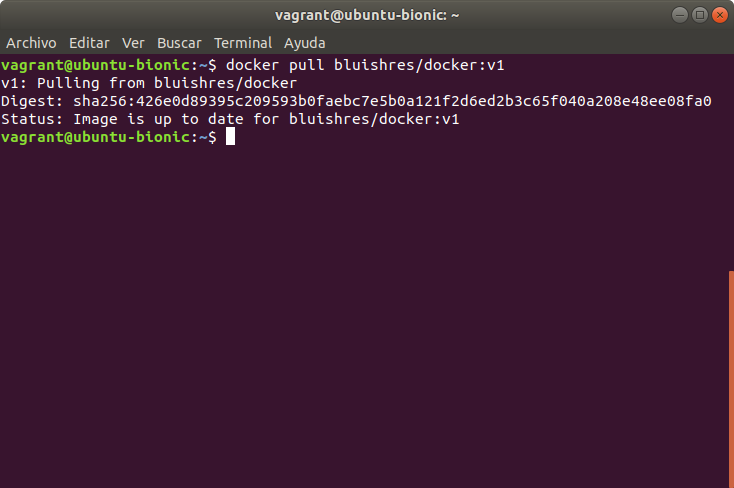 vagrant@ubuntu-bionic: ~
Archivo Editar Ver Buscar Terminal Ayuda
vagrant@ubuntu-bionic:~$ docker pull bluishres/docker:v1
v1: Pulling from bluishres/docker
Digest: sha256:426e0d89395c209593b0faebc7e5b0a121f2d6ed2b3c65f040a208e48ee08fa0
Status: Image is up to date for bluishres/docker:v1
vagrant@ubuntu-bionic:~$